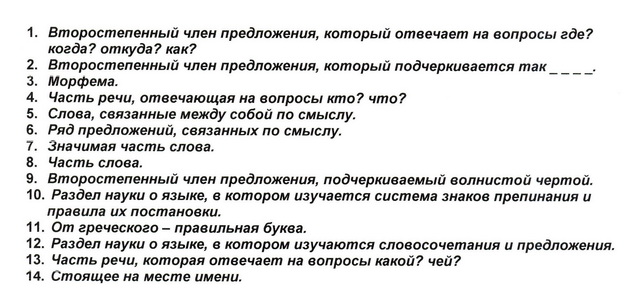 1. Второстепенный член предложения, который отвечает на вопросы где?
когда? откуда? как?
2. Второстепенный член предложения, который подчеркивается так _ _ _ _.
3. Морфема.
4. Часть речи, отвечающая на вопросы кто? что?
5. Слова, связанные между собой по смыслу.
6. Ряд предложений, связанных по смыслу.
7. Значимая часть слова.
8. Часть слова.
9. Второстепенный член предложения, подчеркиваемый волнистой чертой.
10. Раздел науки о языке, в котором изучается система знаков препинания и
правила их постановки.
11. От греческого – правильная буква.
12. Раздел науки о языке, в котором изучаются словосочетания и предложения.
13. Часть речи, которая отвечает на вопросы какой? чей?
14. Стоящее на месте имени.